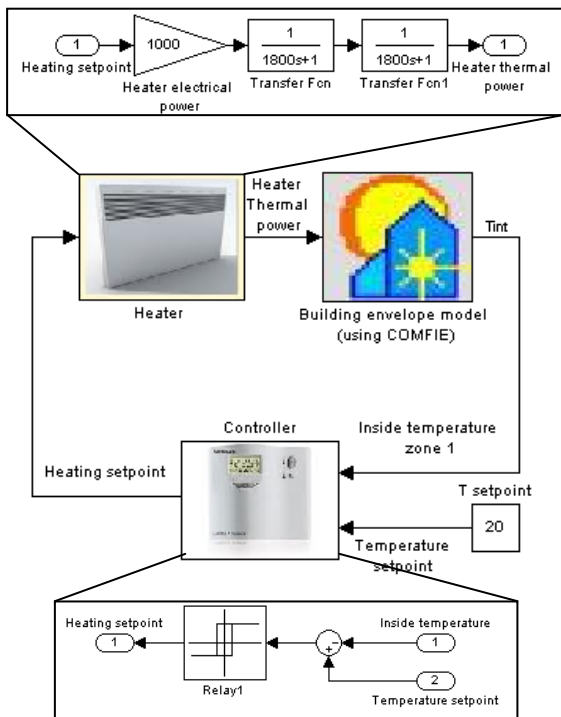 1
1000
1
1800s+1
1
1800s+1
1
Heating setpoint
Heater electrical
power
Transfer Fcn
Transfer Fcn1
Heater thermal
power
Heater
Thermal
power
Tint
Heater
Building envelope model
(using COMFIE)
Controller
Inside temperature
zone 1
Heating setpoint
T setpoint
20
Temperature
setpoint
Heating setpoint
1
Relay1
Inside temperature
1
2
Temperature setpoint